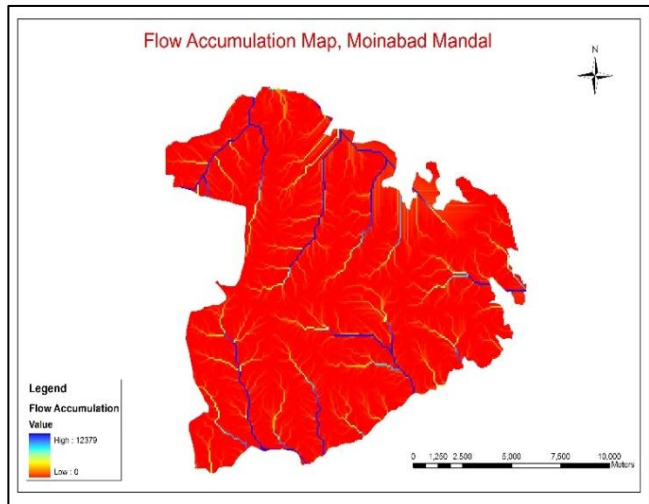 Flow Accumulation Map, Moinabad Mandal
N
Legend
Flow Accumulation
Value
High : 12379
Low : 0
0 1,250 2,500 5,000 7,500 10,000
Meters